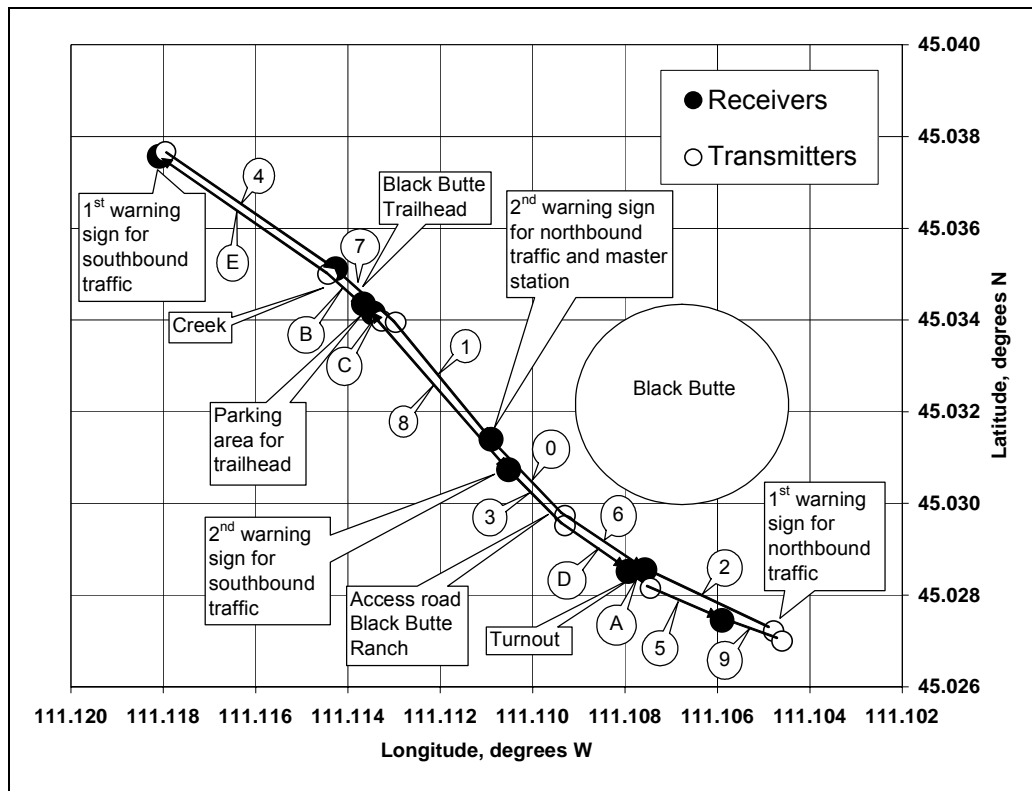 45.040
45.038
45.036
45.034
45.032
45.030
45.028
45.026
Latitude, degrees N
Receivers
Transmitters
4
E
1st warning
sign for
southbound
traffic
Black Butte
Trailhead
7
2nd warning sign
for northbound
traffic and master
station
Creek
B
C
1
8
Black Butte
Parking
area for
trailhead
0
3
6
1st warning
sign for
northbound
traffic
2nd warning
sign for
southbound
traffic
D
2
Access road
Black Butte
Ranch
Turnout
A
5
9
111.120 111.118 111.116 111.114 111.112 111.110 111.108 111.106 111.104 111.102
Longitude, degrees W